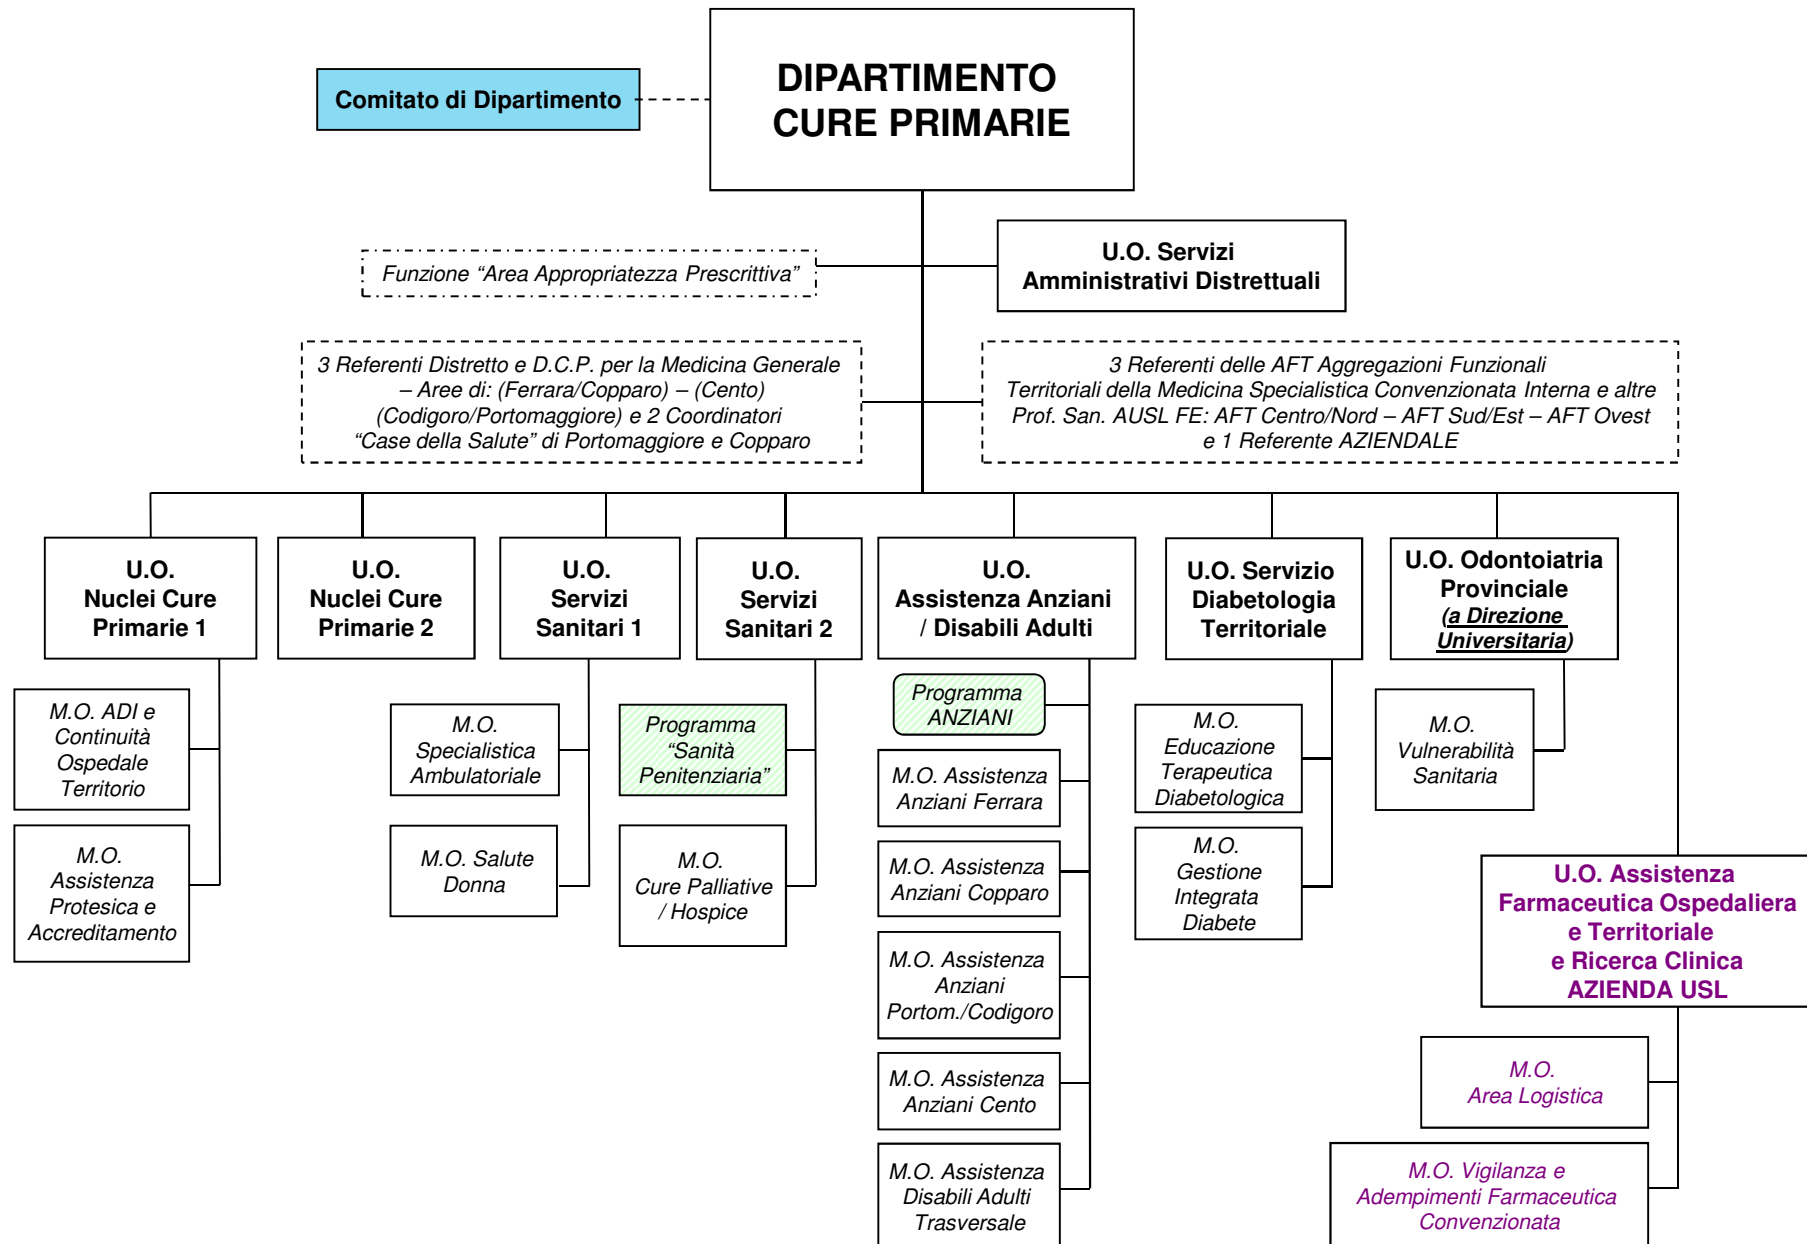 DIPARTIMENTO
CURE PRIMARIE
Comitato di Dipartimento
Funzione “Area Appropriatezza Prescrittiva”
U.O. Servizi
Amministrativi Distrettuali
3 Referenti Distretto e D.C.P. per la Medicina Generale
– Aree di: (Ferrara/Copparo) – (Cento)
(Codigoro/Portomaggiore) e 2 Coordinatori
“Case della Salute” di Portomaggiore e Copparo
3 Referenti delle AFT Aggregazioni Funzionali
Territoriali della Medicina Specialistica Convenzionata Interna e altre
Prof. San. AUSL FE: AFT Centro/Nord – AFT Sud/Est – AFT Ovest
e 1 Referente AZIENDALE
U.O.
Nuclei Cure
Primarie 1
U.O.
Nuclei Cure
Primarie 2
U.O.
Servizi
Sanitari 1
U.O.
Servizi
Sanitari 2
U.O.
Assistenza Anziani
/ Disabili Adulti
U.O. Servizio
Diabetologia
Territoriale
U.O. Odontoiatria
Provinciale
(a Direzione
Universitaria)
M.O. ADI e
Continuità
Ospedale
Territorio
M.O.
Assistenza
Protesica e
Accreditamento
M.O.
Specialistica
Ambulatoriale
M.O. Salute
Donna
Programma
“Sanità
Penitenziaria”
M.O.
Cure Palliative
/ Hospice
Programma
ANZIANI
M.O. Assistenza
Anziani Ferrara
M.O. Assistenza
Anziani Copparo
M.O. Assistenza
Anziani
Portom./Codigoro
M.O. Assistenza
Anziani Cento
M.O. Assistenza
Disabili Adulti
Trasversale
M.O.
Educazione
Terapeutica
Diabetologica
M.O.
Gestione
Integrata
Diabete
M.O.
Vulnerabilità
Sanitaria
U.O. Assistenza
Farmaceutica Ospedaliera
e Territoriale
e Ricerca Clinica
AZIENDA USL
M.O.
Area Logistica
M.O. Vigilanza e
Adempimenti Farmaceutica
Convenzionata